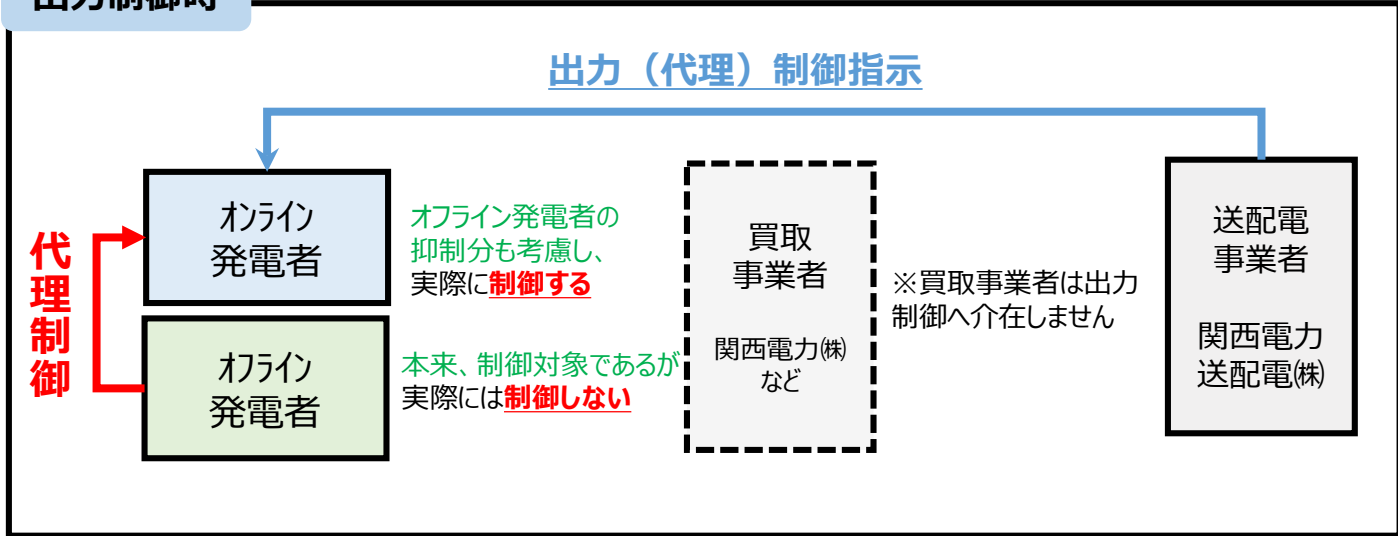 出力制御時
出力（代理）制御指示
オンライン
発電者
オフライン発電者の
抑制分も考慮し、
実際に制御する
代理制御
オフライン
発電者
本来、制御対象であるが
実際には制御しない
買取
事業者
関西電力㈱
など
※買取事業者は出力
制御へ介在しません
送配電
事業者
関西電力
送配電㈱